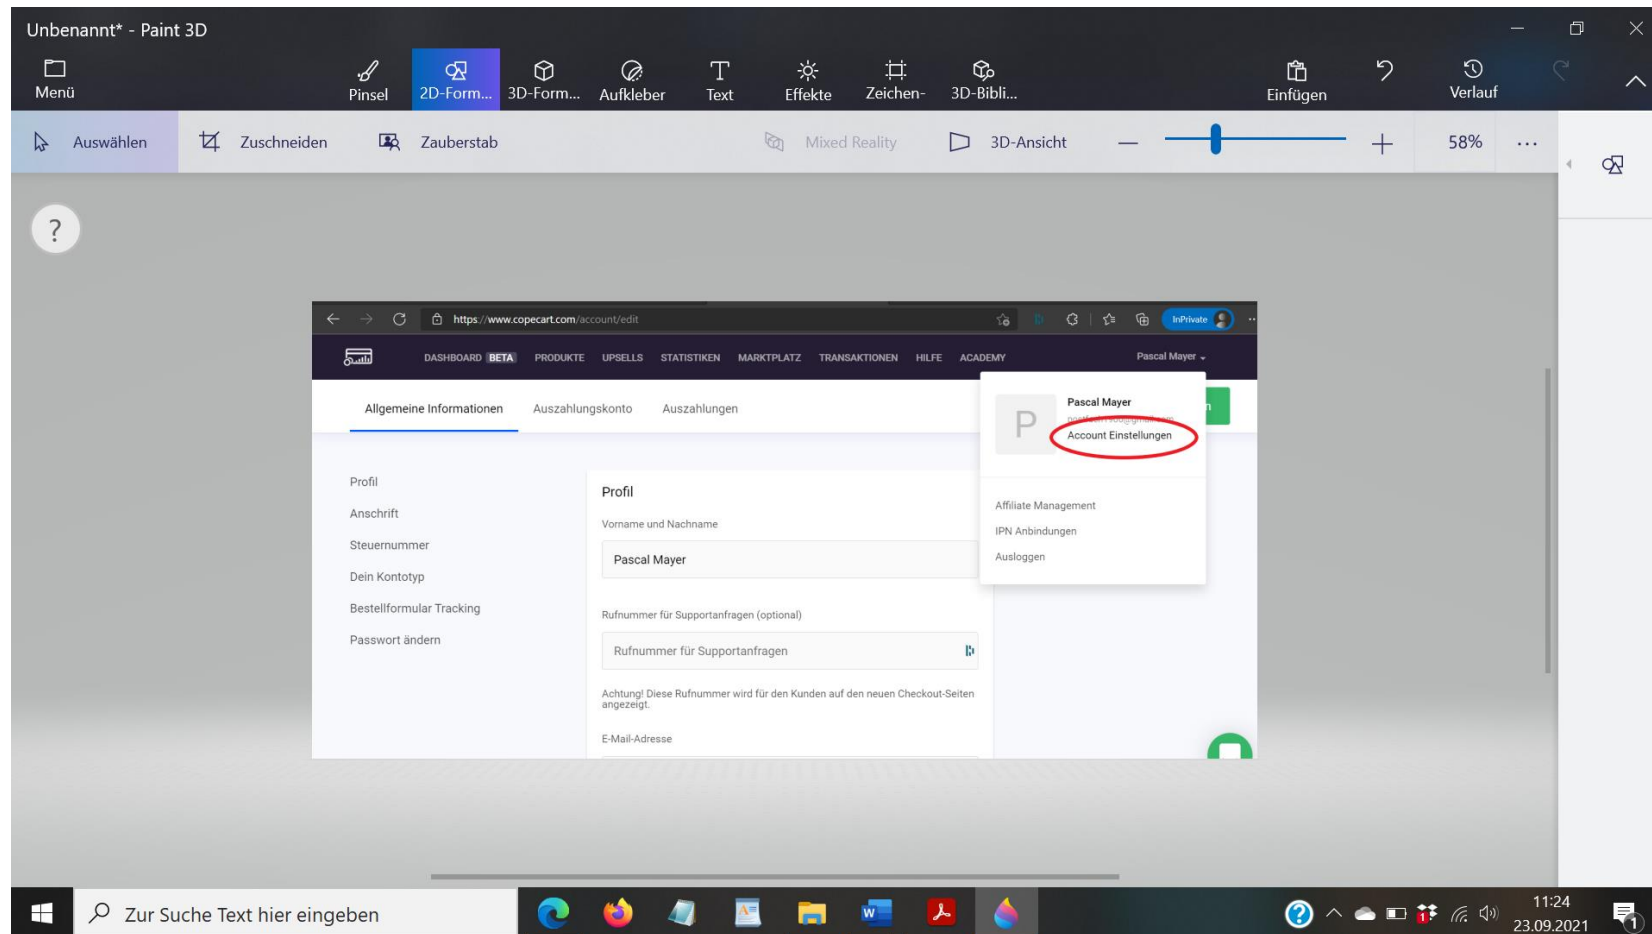 Unbenannt* - Paint 3D
Menü
Pinsel
2D-Form...
3D-Form...
Aufkleber
Text
Effekte
Zeichen-
3D-Bibli...
Einfügen
Verlauf
Auswählen
Zuschneiden
Zauberstab
Mixed Reality
3D-Ansicht
58%
?
https://www.copecart.com/account/edit
InPrivate
DASHBOARD BETA PRODUKTE UPSELLS STATISTIKEN MARKTPLATZ TRANSAKTIONEN HILFE ACADEMY Pascal Mayer
Allgemeine Informationen Auszahlungskonto Auszahlungen
P
Pascal Mayer
Account Einstellungen
Affiliate Management
IPN Anbindungen
Ausloggen
Profil
Anschrift
Steuernummer
Dein Kontotyp
Bestellformular Tracking
Passwort ändern
Profil
Vorname und Nachname
Pascal Mayer
Rufnummer für Supportanfragen (optional)
Rufnummer für Supportanfragen
Achtung! Diese Rufnummer wird für den Kunden auf den neuen Checkout-Seiten
angezeigt.
E-Mail-Adresse
Zur Suche Text hier eingeben
11:24
23.09.2021
1